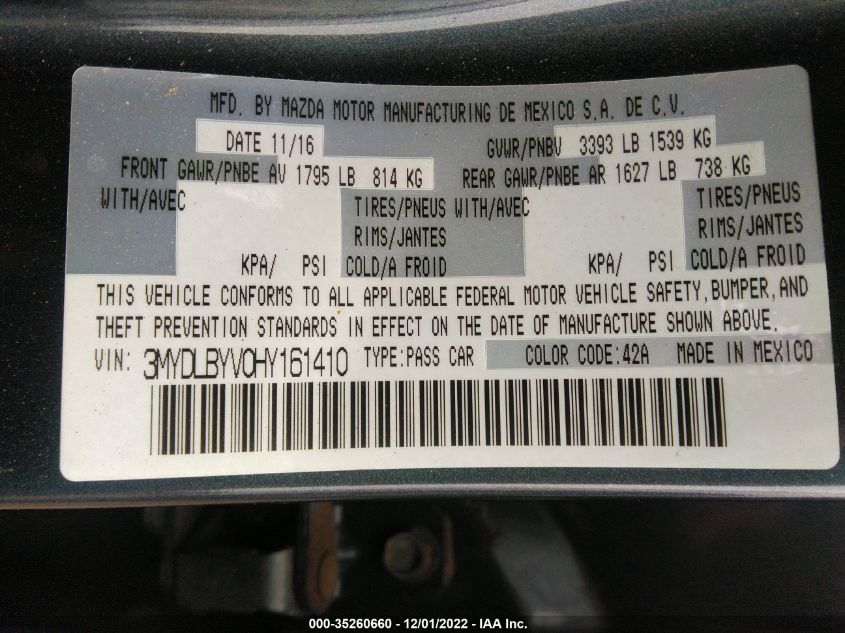 MFD. BY MAZDA MOTOR MANUFACTURING DE MEXICO S.A. DE C.V.
DATE 11/16 GVWR/PNBV 3393 LB 1539 KG
FRONT GAWR/PNBE AV 1795 LB 814 KG REAR GAWR/PNBE AR 1627 LB 738 KG
WITH/AVEC TIRES/PNEUS WITH/AVEC TIRES/PNEUS
RIMS/JANTES RIMS/JANTES
KPA/ PSI COLD/A FROID KPA/ PSI COLD/A FROID
THIS VEHICLE CONFORMS TO ALL APPLICABLE FEDERAL MOTOR VEHICLE SAFETY, BUMPER, AND
THEFT PREVENTION STANDARDS IN EFFECT ON THE DATE OF MANUFACTURE SHOWN ABOVE.
VIN: 3MYDLBYV0HY161410 TYPE:PASS CAR COLOR CODE:42A MADE IN MEXICO
000-35260660 - 12/01/2022 - IAA Inc.